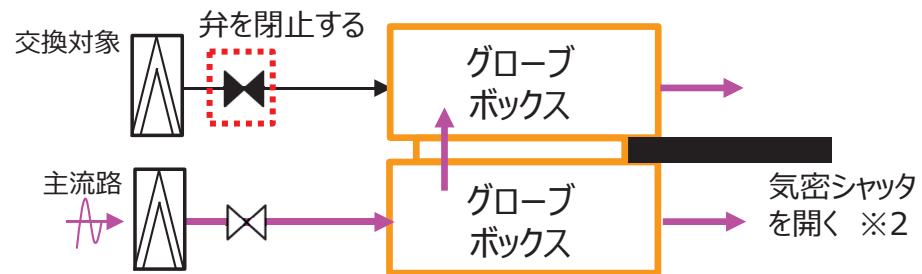 弁を閉止する
交換対象
グローブ
ボックス
主流路
グローブ
ボックス
気密シャッタ
を開く ※2